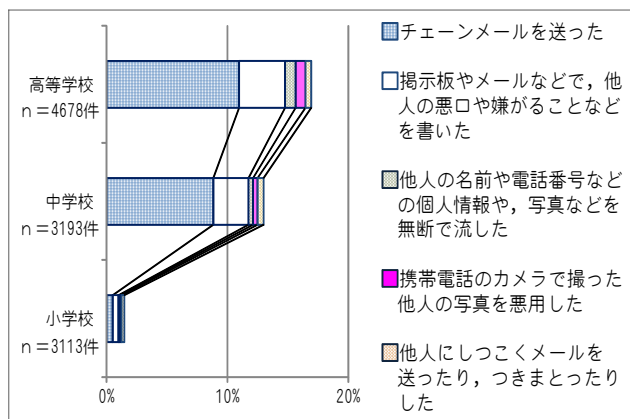 高等学校
ｎ＝4678件
中学校
ｎ＝3193件
小学校
ｎ＝3113件
0%
10%
20%
チェーンメールを送った
掲示板やメールなどで，他
人の悪口や嫌がることなど
を書いた
他人の名前や電話番号など
の個人情報や，写真などを
無断で流した
携帯電話のカメラで撮った
他人の写真を悪用した
他人にしつこくメールを
送ったり，つきまとったり
した